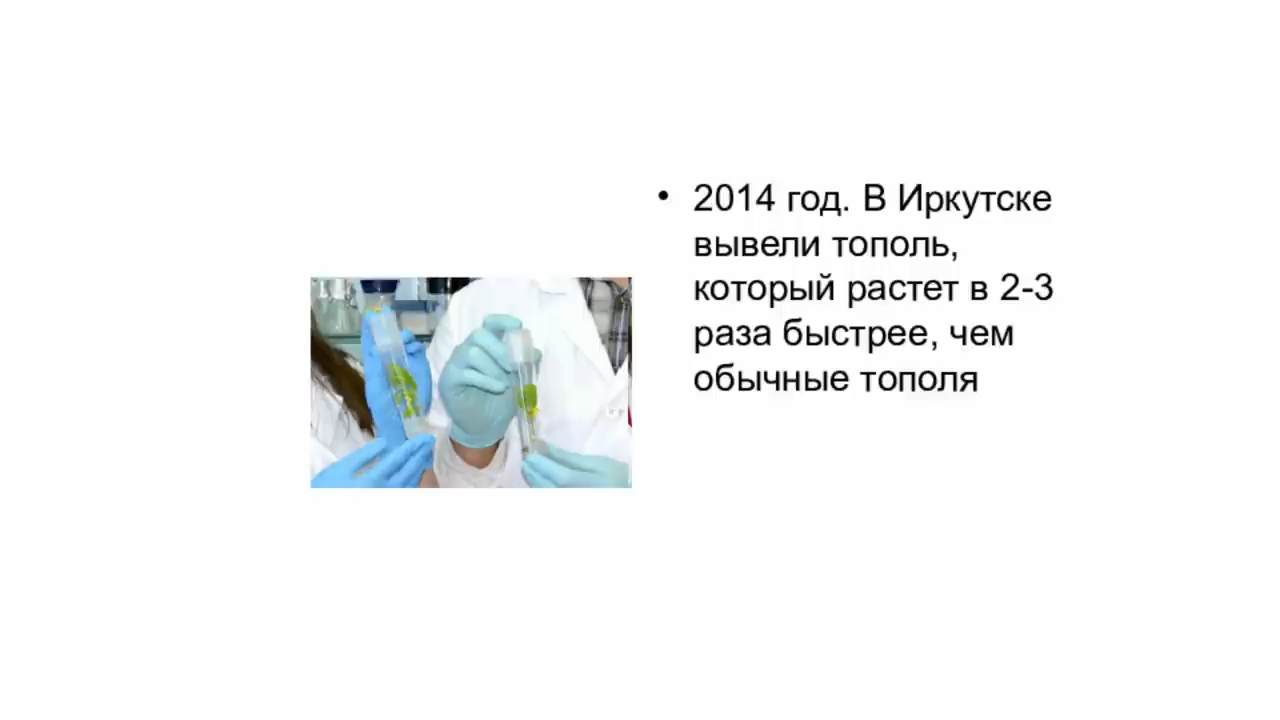 • 2014 год. В Иркутске
вывели тополь,
который растет в 2-3
раза быстрее, чем
обычные тополя